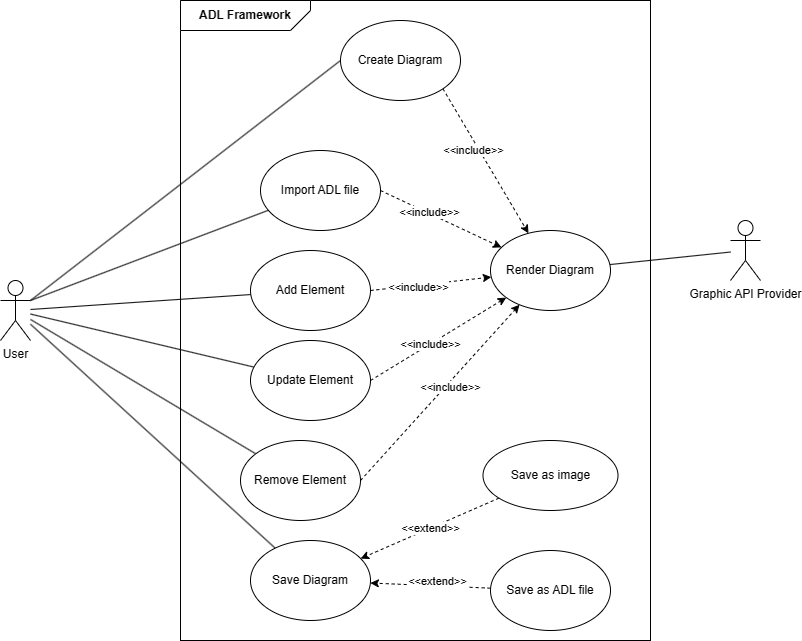 ADL Framework
Create Diagram
<<include>>
Import ADL file
<<include>>
Render Diagram
Graphic API Provider
Add Element
<<include>>
User
<<include>>
Update Element
<<include>>
Remove Element
Save as image
<<extend>>
Save Diagram
<<extend>>
Save as ADL file